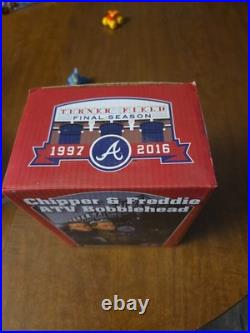 TURNER FIELD
FINAL SEASON
1997 A 2016
Chipper & Freddie
ATV Bobblehead